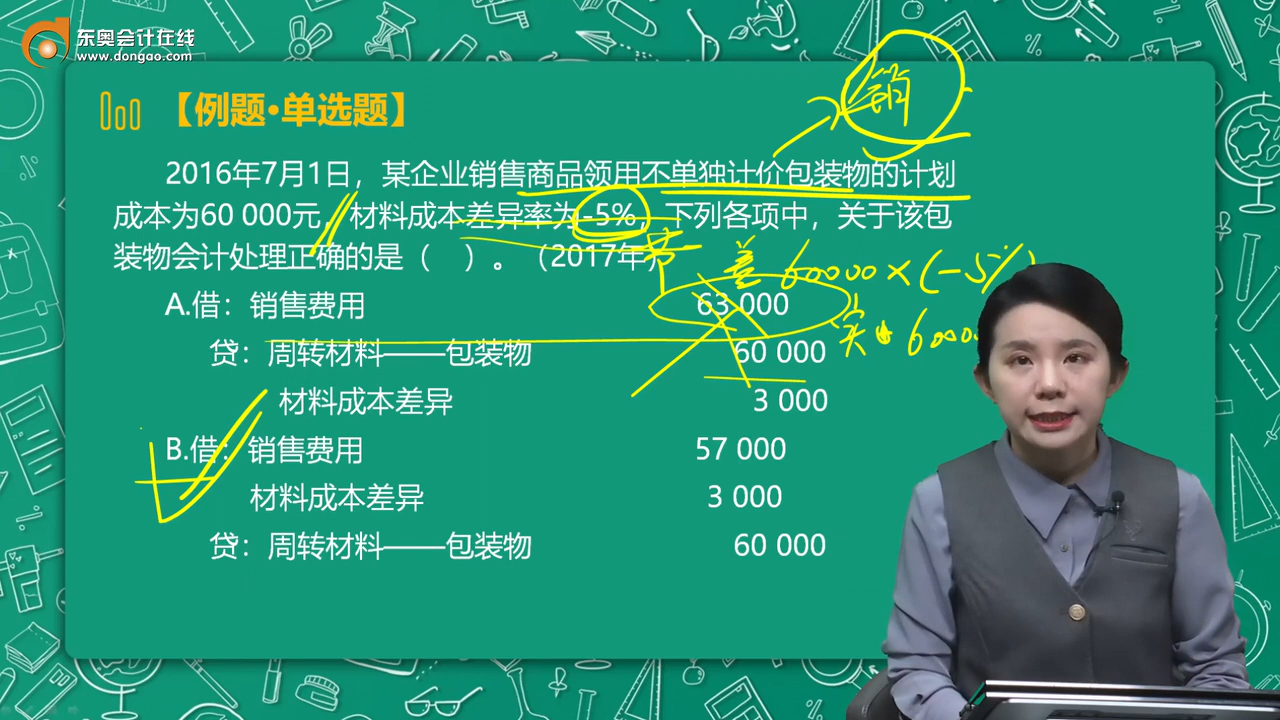 东奥会计在线
www.dongao.com
【例题•单选题】
销
2016年7月1日，某企业销售商品领用不单独计价包装物的计划
成本为60 000元，材料成本差异率为-5%，下列各项中，关于该包
装物会计处理正确的是（ ）。（2017年）
节 差 60000×(-5%)
A.借：销售费用 63 000
实 60000
贷：周转材料——包装物 60 000
材料成本差异 3 000
B.借：销售费用 57 000
材料成本差异 3 000
贷：周转材料——包装物 60 000